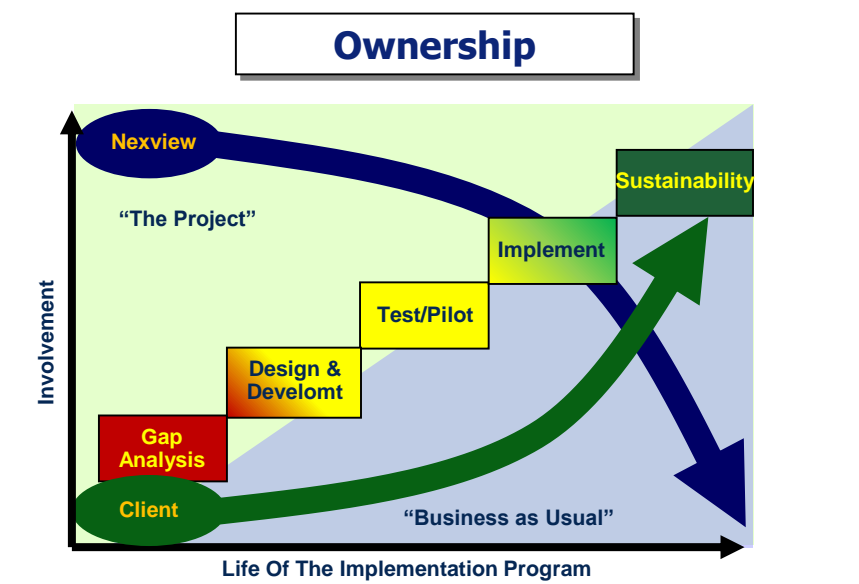 Ownership
Nexview
Sustainability
“The Project”
Implement
Test/Pilot
Involvement
Design &
Develomt
Gap
Analysis
Client
“Business as Usual”
Life Of The Implementation Program